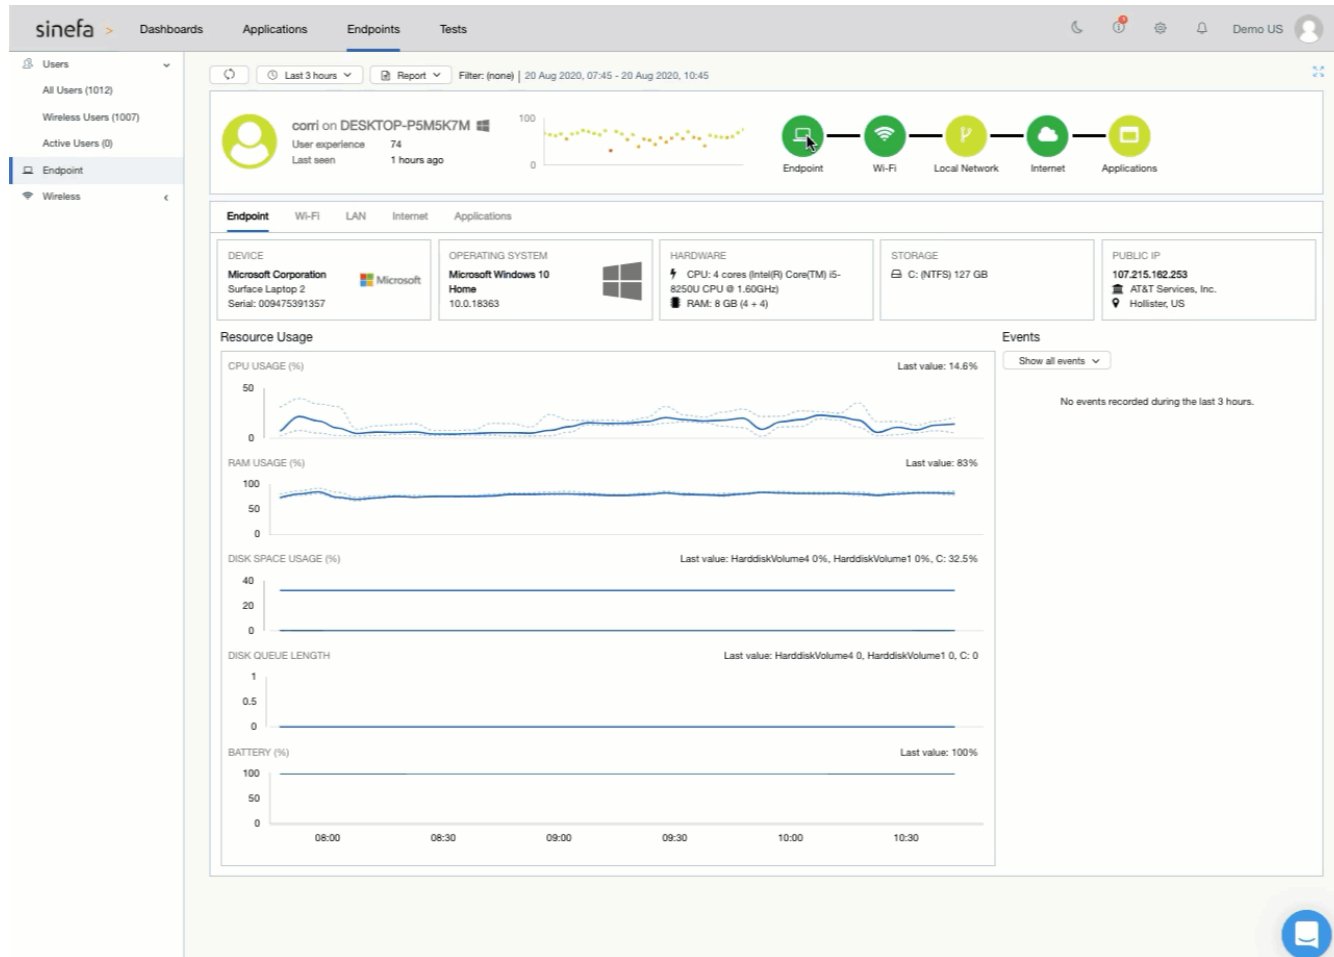 sinefa >
Dashboards
Applications
Endpoints
Tests
Demo US
Users
All Users (1012)
Wireless Users (1007)
Active Users (0)
Endpoint
Wireless
Last 3 hours
Report
Filter: (none) | 20 Aug 2020, 07:45 - 20 Aug 2020, 10:45
corri on DESKTOP-P5M5K7M
User experience 74
Last seen 1 hours ago
100
0
Endpoint
Wi-Fi
Local Network
Internet
Applications
Endpoint
Wi-Fi
LAN
Internet
Applications
DEVICE
Microsoft Corporation
Surface Laptop 2
Serial: 009475391357
Microsoft
OPERATING SYSTEM
Microsoft Windows 10
Home
10.0.18363
HARDWARE
CPU: 4 cores (Intel(R) Core(TM) i5-
8250U CPU @ 1.60GHz)
RAM: 8 GB (4 + 4)
STORAGE
C: (NTFS) 127 GB
PUBLIC IP
107.215.162.253
AT&T Services, Inc.
Hollister, US
Resource Usage
CPU USAGE (%)
Last value: 14.6%
50
0
RAM USAGE (%)
Last value: 83%
100
50
0
DISK SPACE USAGE (%)
Last value: HarddiskVolume4 0%, HarddiskVolume1 0%, C: 32.5%
40
20
0
DISK QUEUE LENGTH
Last value: HarddiskVolume4 0, HarddiskVolume1 0, C: 0
1
0.5
0
BATTERY (%)
Last value: 100%
100
50
0
08:00
08:30
09:00
09:30
10:00
10:30
Events
Show all events
No events recorded during the last 3 hours.